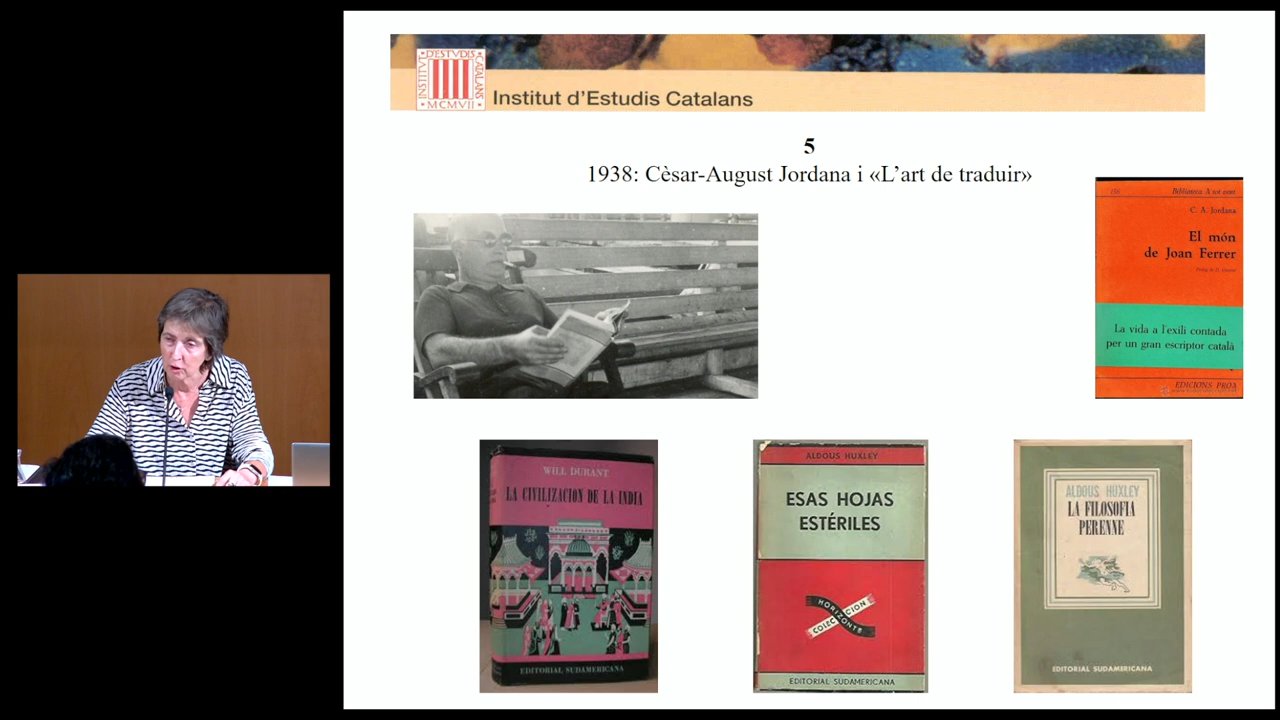 INSTITVT
D'ESTVDIS
CATALANS
MCMVII
Institut d'Estudis Catalans
5
1938: Cèsar-August Jordana i «L'art de traduir»
Biblioteca A tot vent
C. A. Jordana
El món
de Joan Ferrer
La vida a l'exili contada
per un gran escriptor català
EDICIONS PROA
WILL DURANT
LA CIVILIZACION DE LA INDIA
EDITORIAL SUDAMERICANA
ALDOUS HUXLEY
ESAS HOJAS
ESTÉRILES
COLECCION
HORIZONTE
EDITORIAL SUDAMERICANA
ALDOUS HUXLEY
LA FILOSOFIA
PERENNE
EDITORIAL SUDAMERICANA